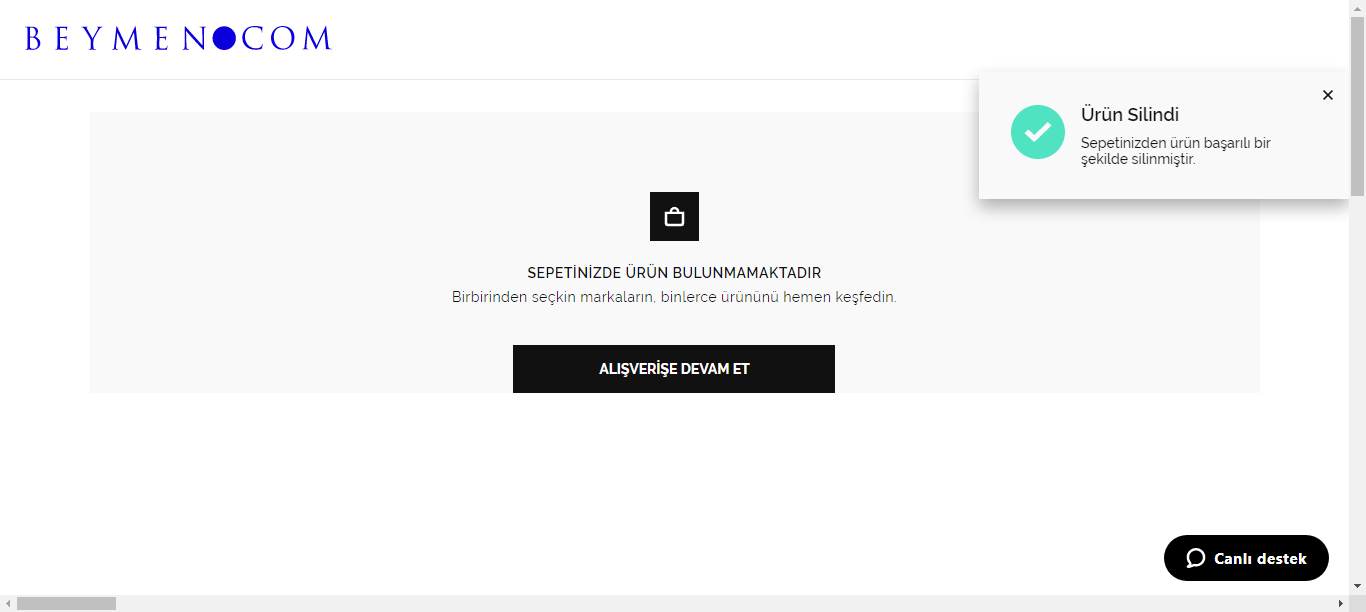 BEYMEN COM
Ürün Silindi
Sepetinizden ürün başarılı bir
şekilde silinmiştir.
SEPETİNİZDE ÜRÜN BULUNMAMAKTADIR
Birbirinden seçkin markaların, binlerce ürününü hemen keşfedin.
ALIŞVERİŞE DEVAM ET
Canlı destek